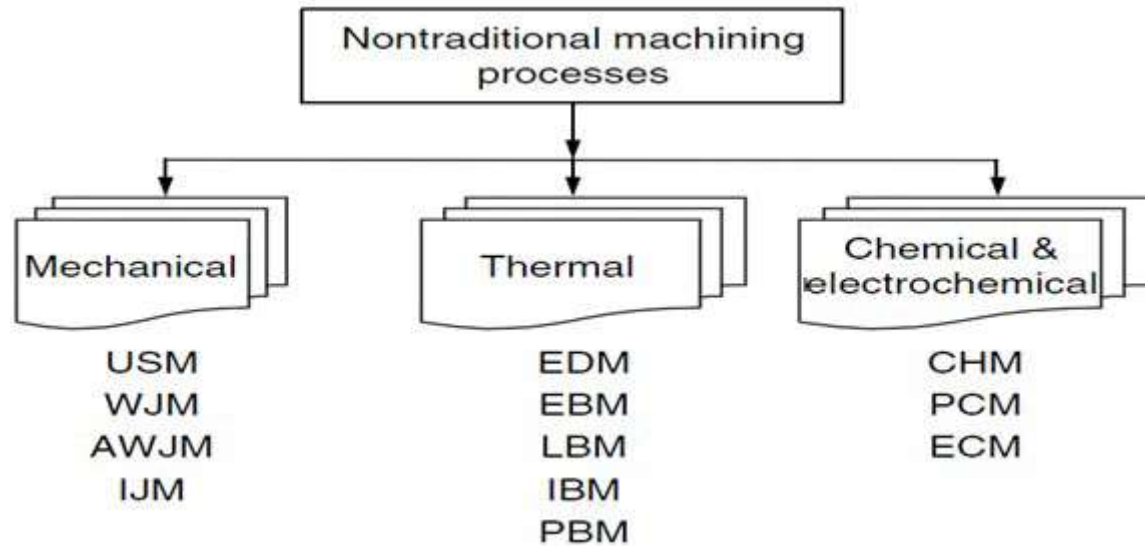 Nontraditional machining
processes
Mechanical
USM
WJM
AWJM
IJM
Thermal
EDM
EBM
LBM
IBM
PBM
Chemical &
electrochemical
CHM
PCM
ECM